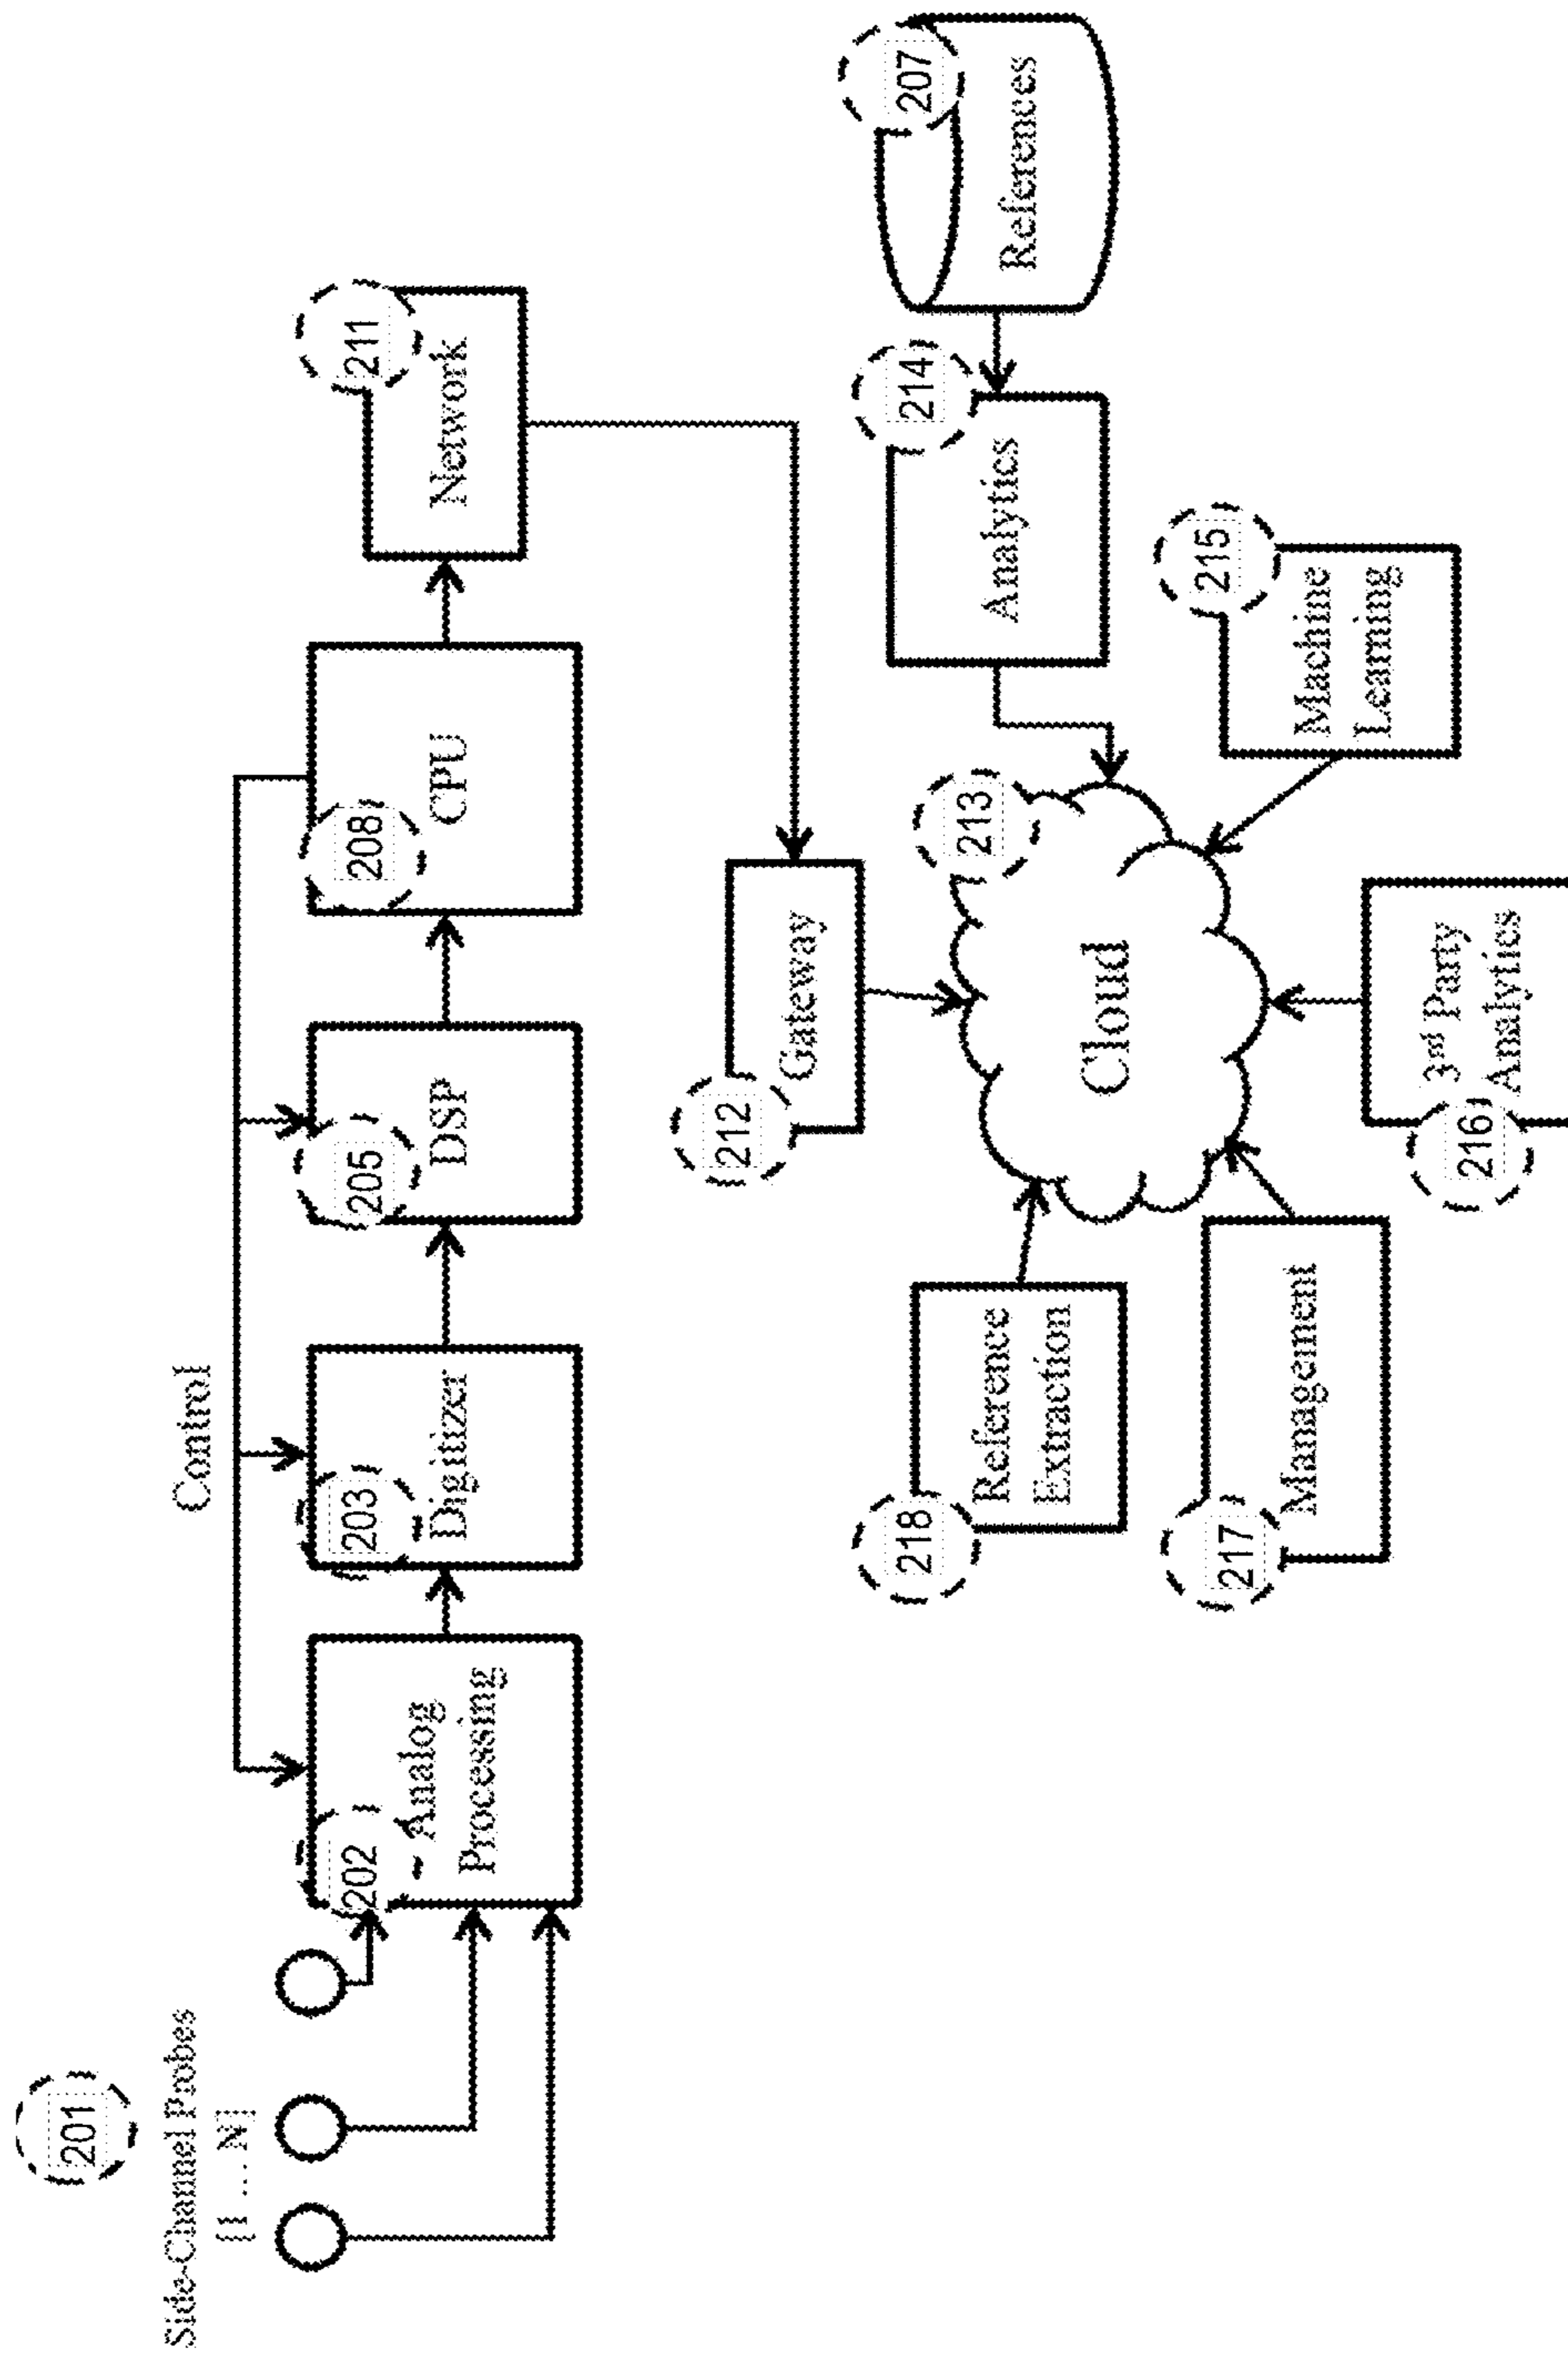 201
Side-Channel Probes
[1 ... N]
Control
202
Analog
Processing
203
Digitizer
205
DSP
208
CPU
211
Network
212
Gateway
213
Cloud
214
Analytics
207
References
215
Machine
Learning
216
3rd Party
Analytics
217
Management
218
Reference
Extraction